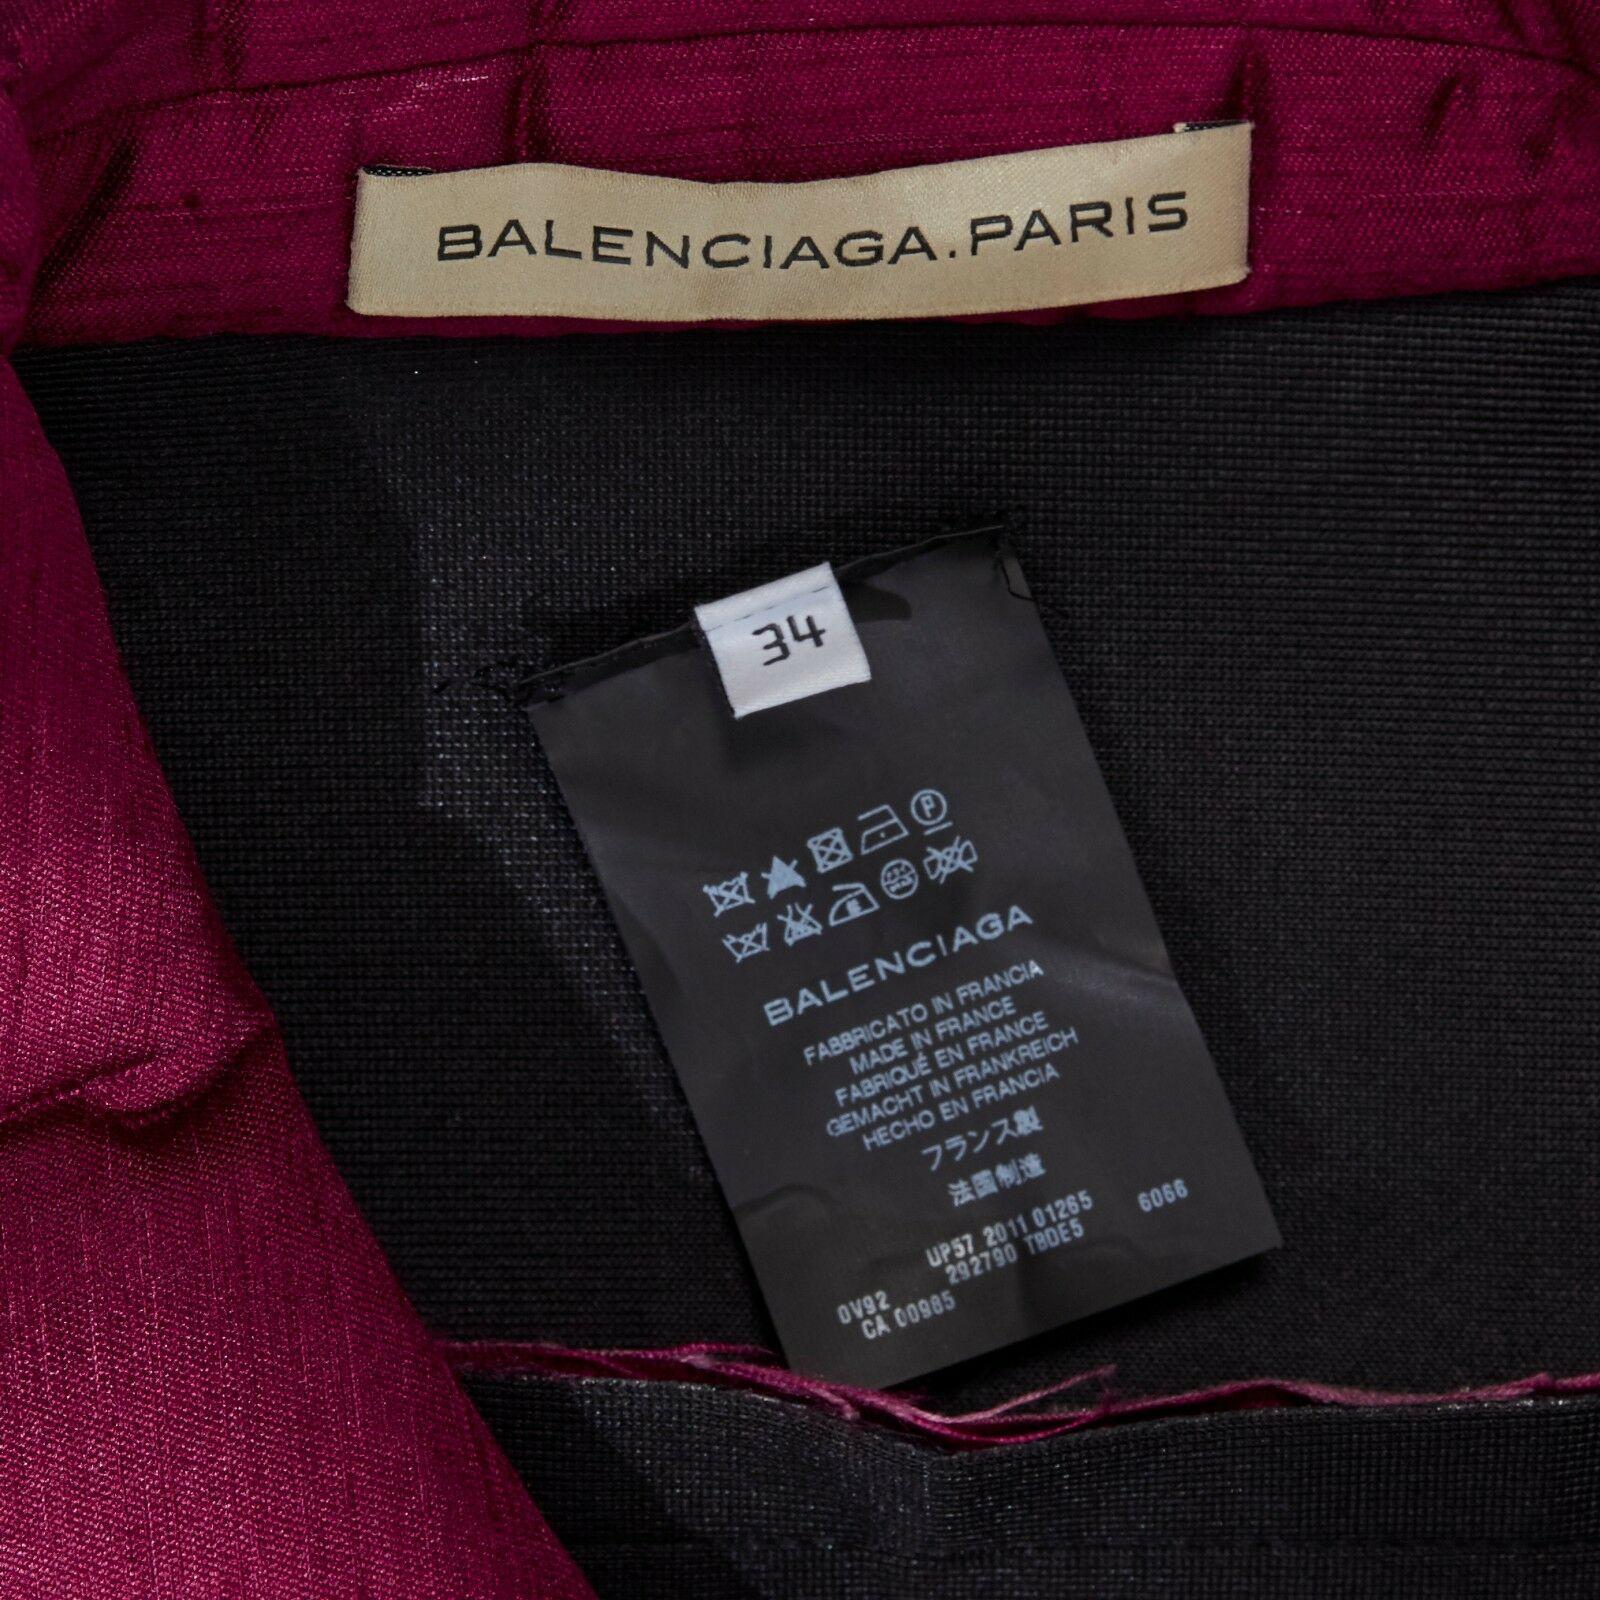 BALENCIAGA.PARIS
34
BALENCIAGA
FABBRICATO IN FRANCIA
MADE IN FRANCE
FABRIQUÉ EN FRANCE
GEMACHT IN FRANKREICH
HECHO EN FRANCIA
フランス製
法国制造
UP57 2011 01265 6066
292790 TBDE5
0V92
CA 00985